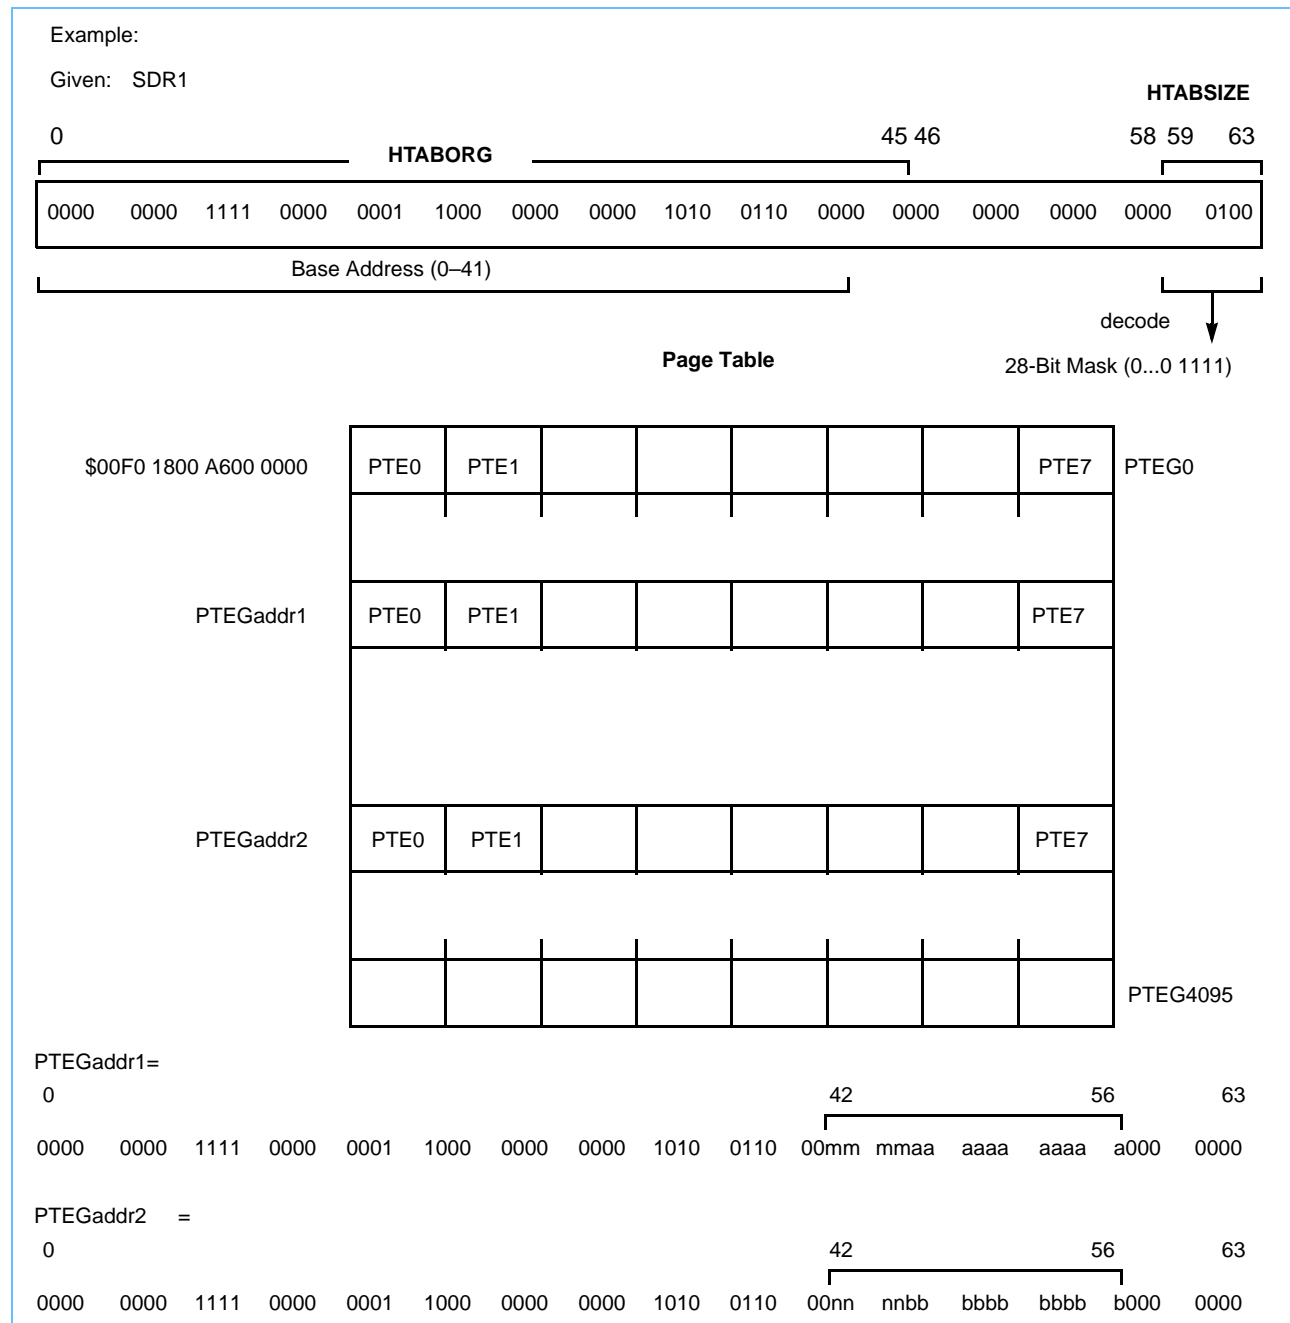 Example:
Given: SDR1
HTABSIZE
0 45 46 58 59 63
HTABORG
0000 0000 1111 0000 0001 1000 0000 0000 1010 0110 0000 0000 0000 0000 0000 0100
Base Address (0–41)
decode
Page Table
28-Bit Mask (0...0 1111)
$00F0 1800 A600 0000 PTE0 PTE1 PTE7 PTEG0
PTEGaddr1 PTE0 PTE1 PTE7
PTEGaddr2 PTE0 PTE1 PTE7
PTEG4095
PTEGaddr1=
0 42 56 63
0000 0000 1111 0000 0001 1000 0000 0000 1010 0110 00mm mmaa aaaa aaaa a000 0000
PTEGaddr2 =
0 42 56 63
0000 0000 1111 0000 0001 1000 0000 0000 1010 0110 00nn nnbb bbbb bbbb b000 0000